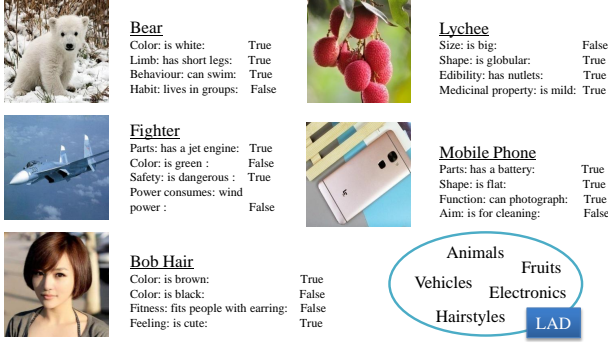 Bear
Color: is white: True
Limb: has short legs: True
Behaviour: can swim: True
Habit: lives in groups: False
Lychee
Size: is big: False
Shape: is globular: True
Edibility: has nutlets: True
Medicinal property: is mild: True
Fighter
Parts: has a jet engine: True
Color: is green : False
Safety: is dangerous : True
Power consumes: wind
power : False
Mobile Phone
Parts: has a battery: True
Shape: is flat: True
Function: can photograph: True
Aim: is for cleaning: False
Bob Hair
Color: is brown: True
Color: is black: False
Fitness: fits people with earring: False
Feeling: is cute: True
Animals
Fruits
Vehicles
Electronics
Hairstyles
LAD